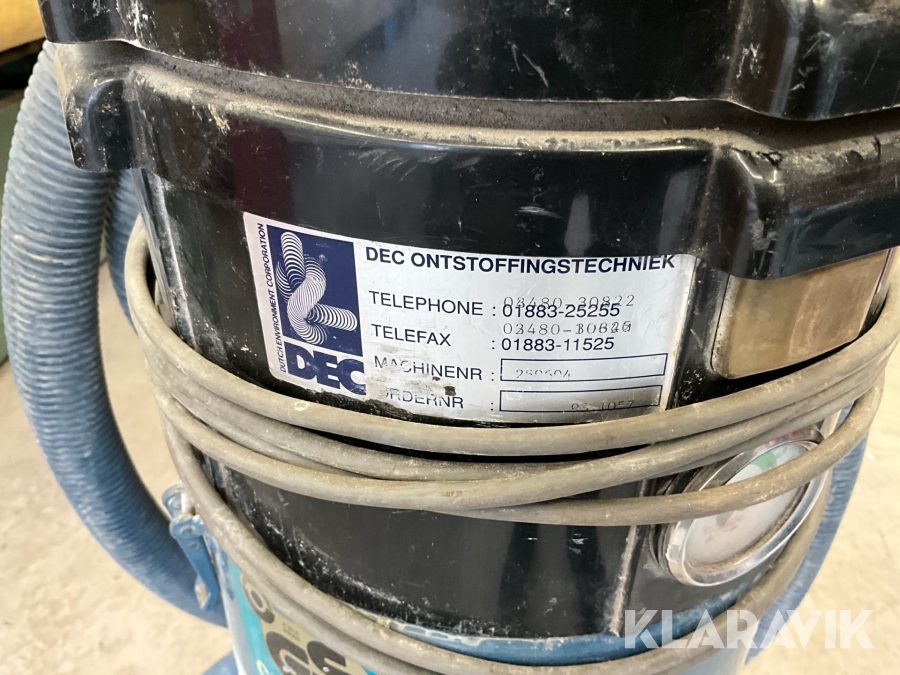 DUTCH ENVIRONMENT CORPORATION
DEC
DEC ONTSTOFFINGSTECHNIEK
03480-30822
TELEPHONE : 01883-25255
03480-
TELEFAX : 01883-11525
MACHINENR :
ORDERNR :
KLARAVIK